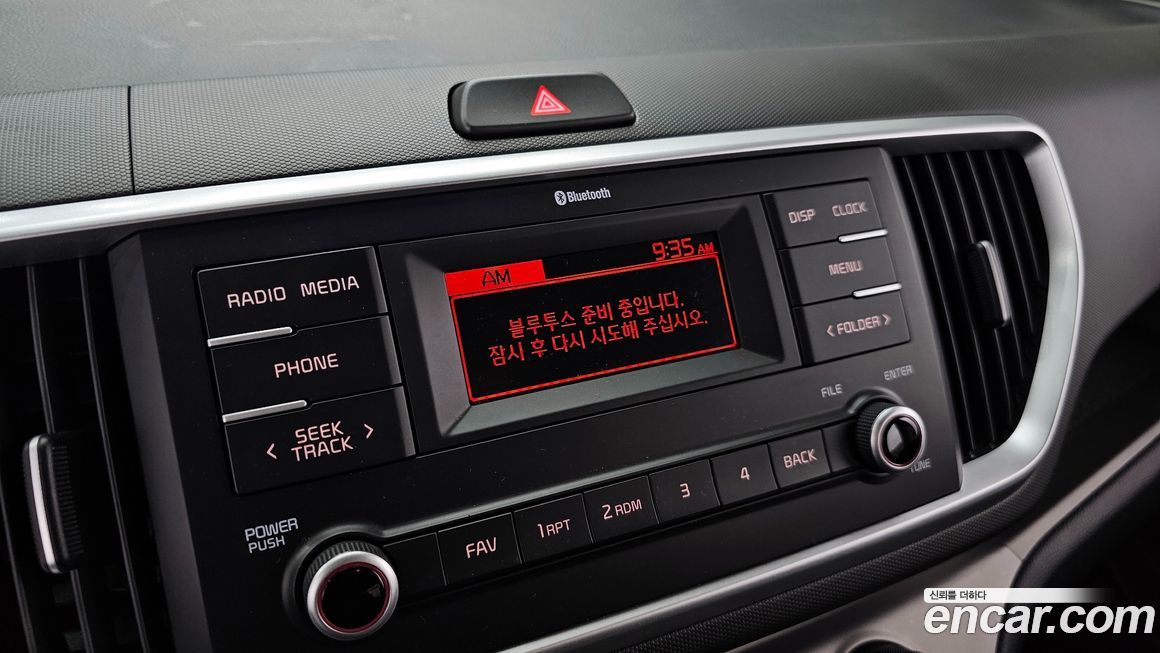 Bluetooth
RADIO MEDIA
PHONE
< SEEK TRACK >
POWER
PUSH
AM
9:35 AM
블루투스 준비 중입니다.
잠시 후 다시 시도해 주십시오.
DISP CLOCK
MENU
< FOLDER >
FILE
ENTER
TUNE
FAV
1 RPT
2 RDM
3
4
BACK
신뢰를 더하다
encar.com